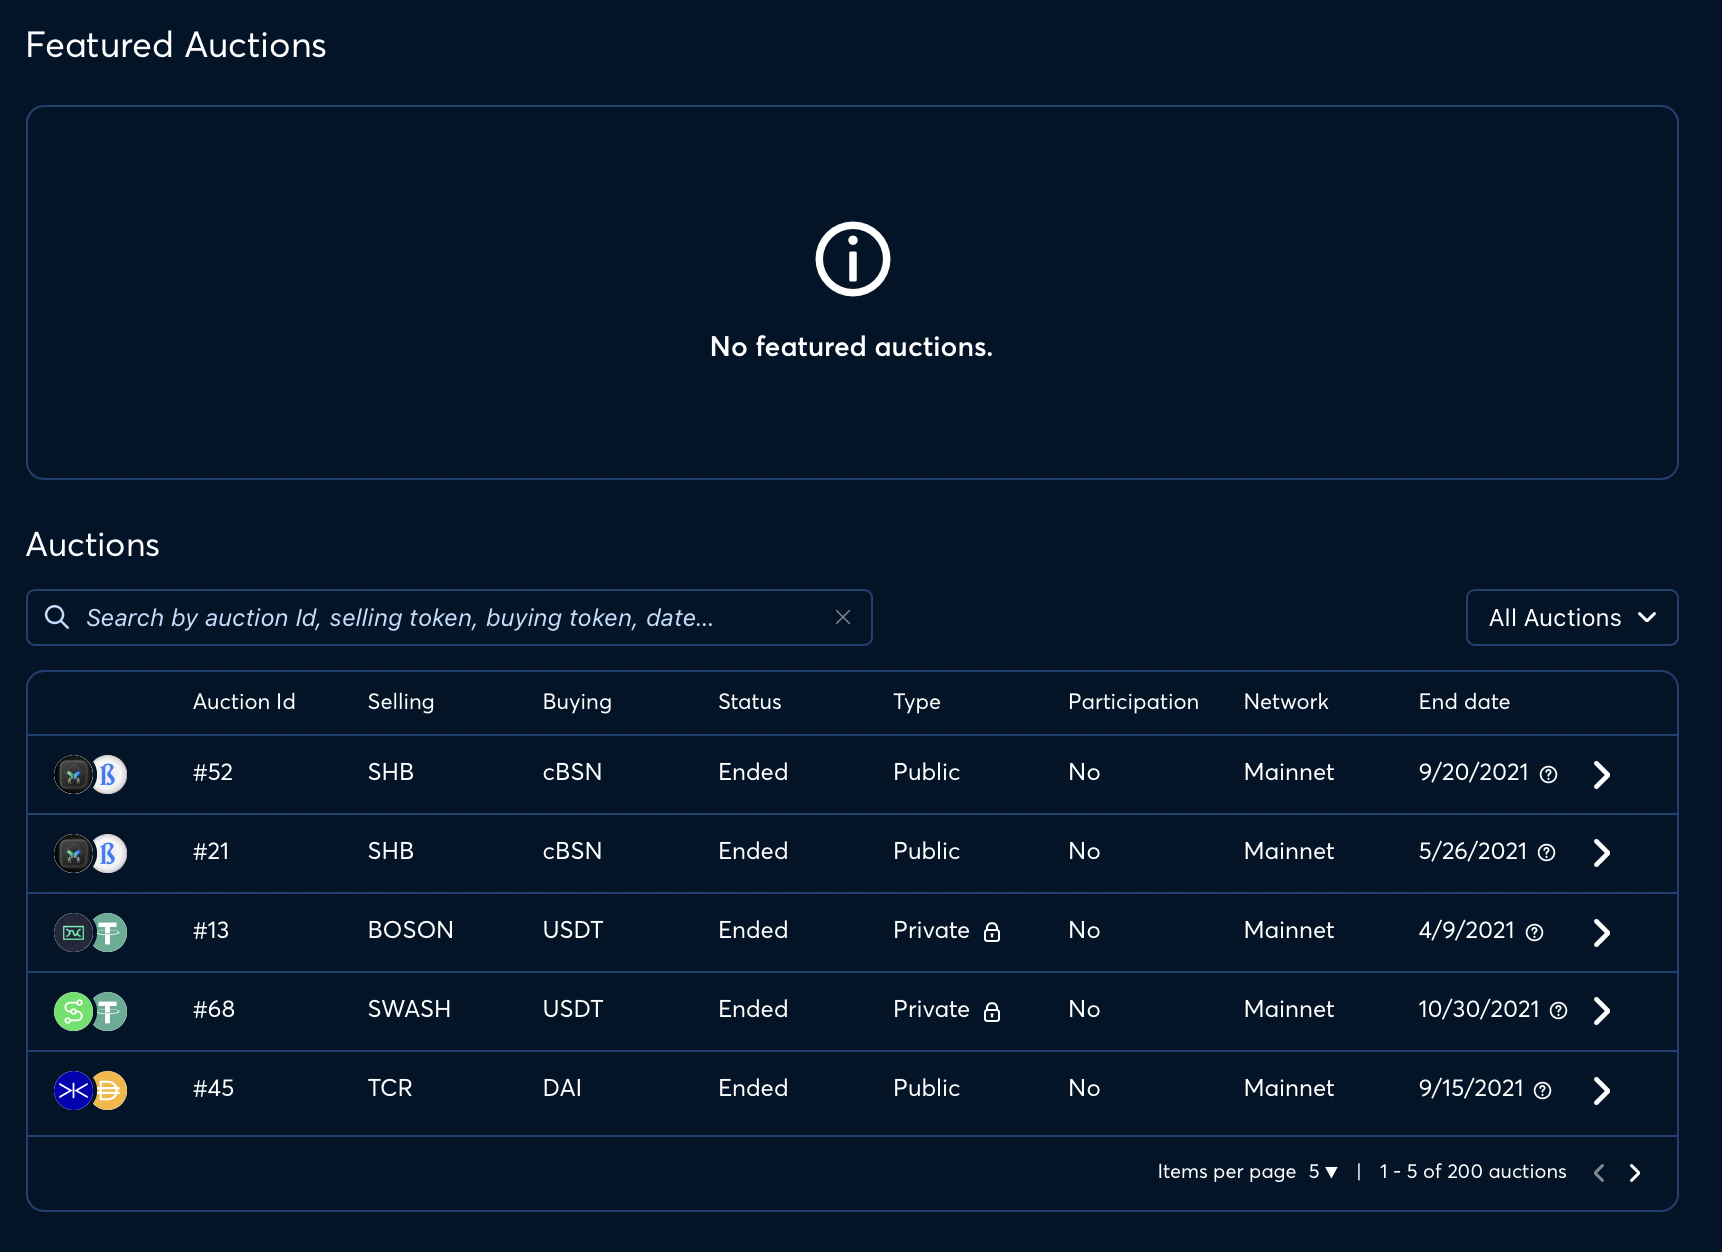 Featured Auctions
No featured auctions.
Auctions
Search by auction Id, selling token, buying token, date...
All Auctions
Auction Id Selling Buying Status Type Participation Network End date
#52 SHB cBSN Ended Public No Mainnet 9/20/2021
#21 SHB cBSN Ended Public No Mainnet 5/26/2021
#13 BOSON USDT Ended Private No Mainnet 4/9/2021
#68 SWASH USDT Ended Private No Mainnet 10/30/2021
#45 TCR DAI Ended Public No Mainnet 9/15/2021
Items per page 5 | 1 - 5 of 200 auctions